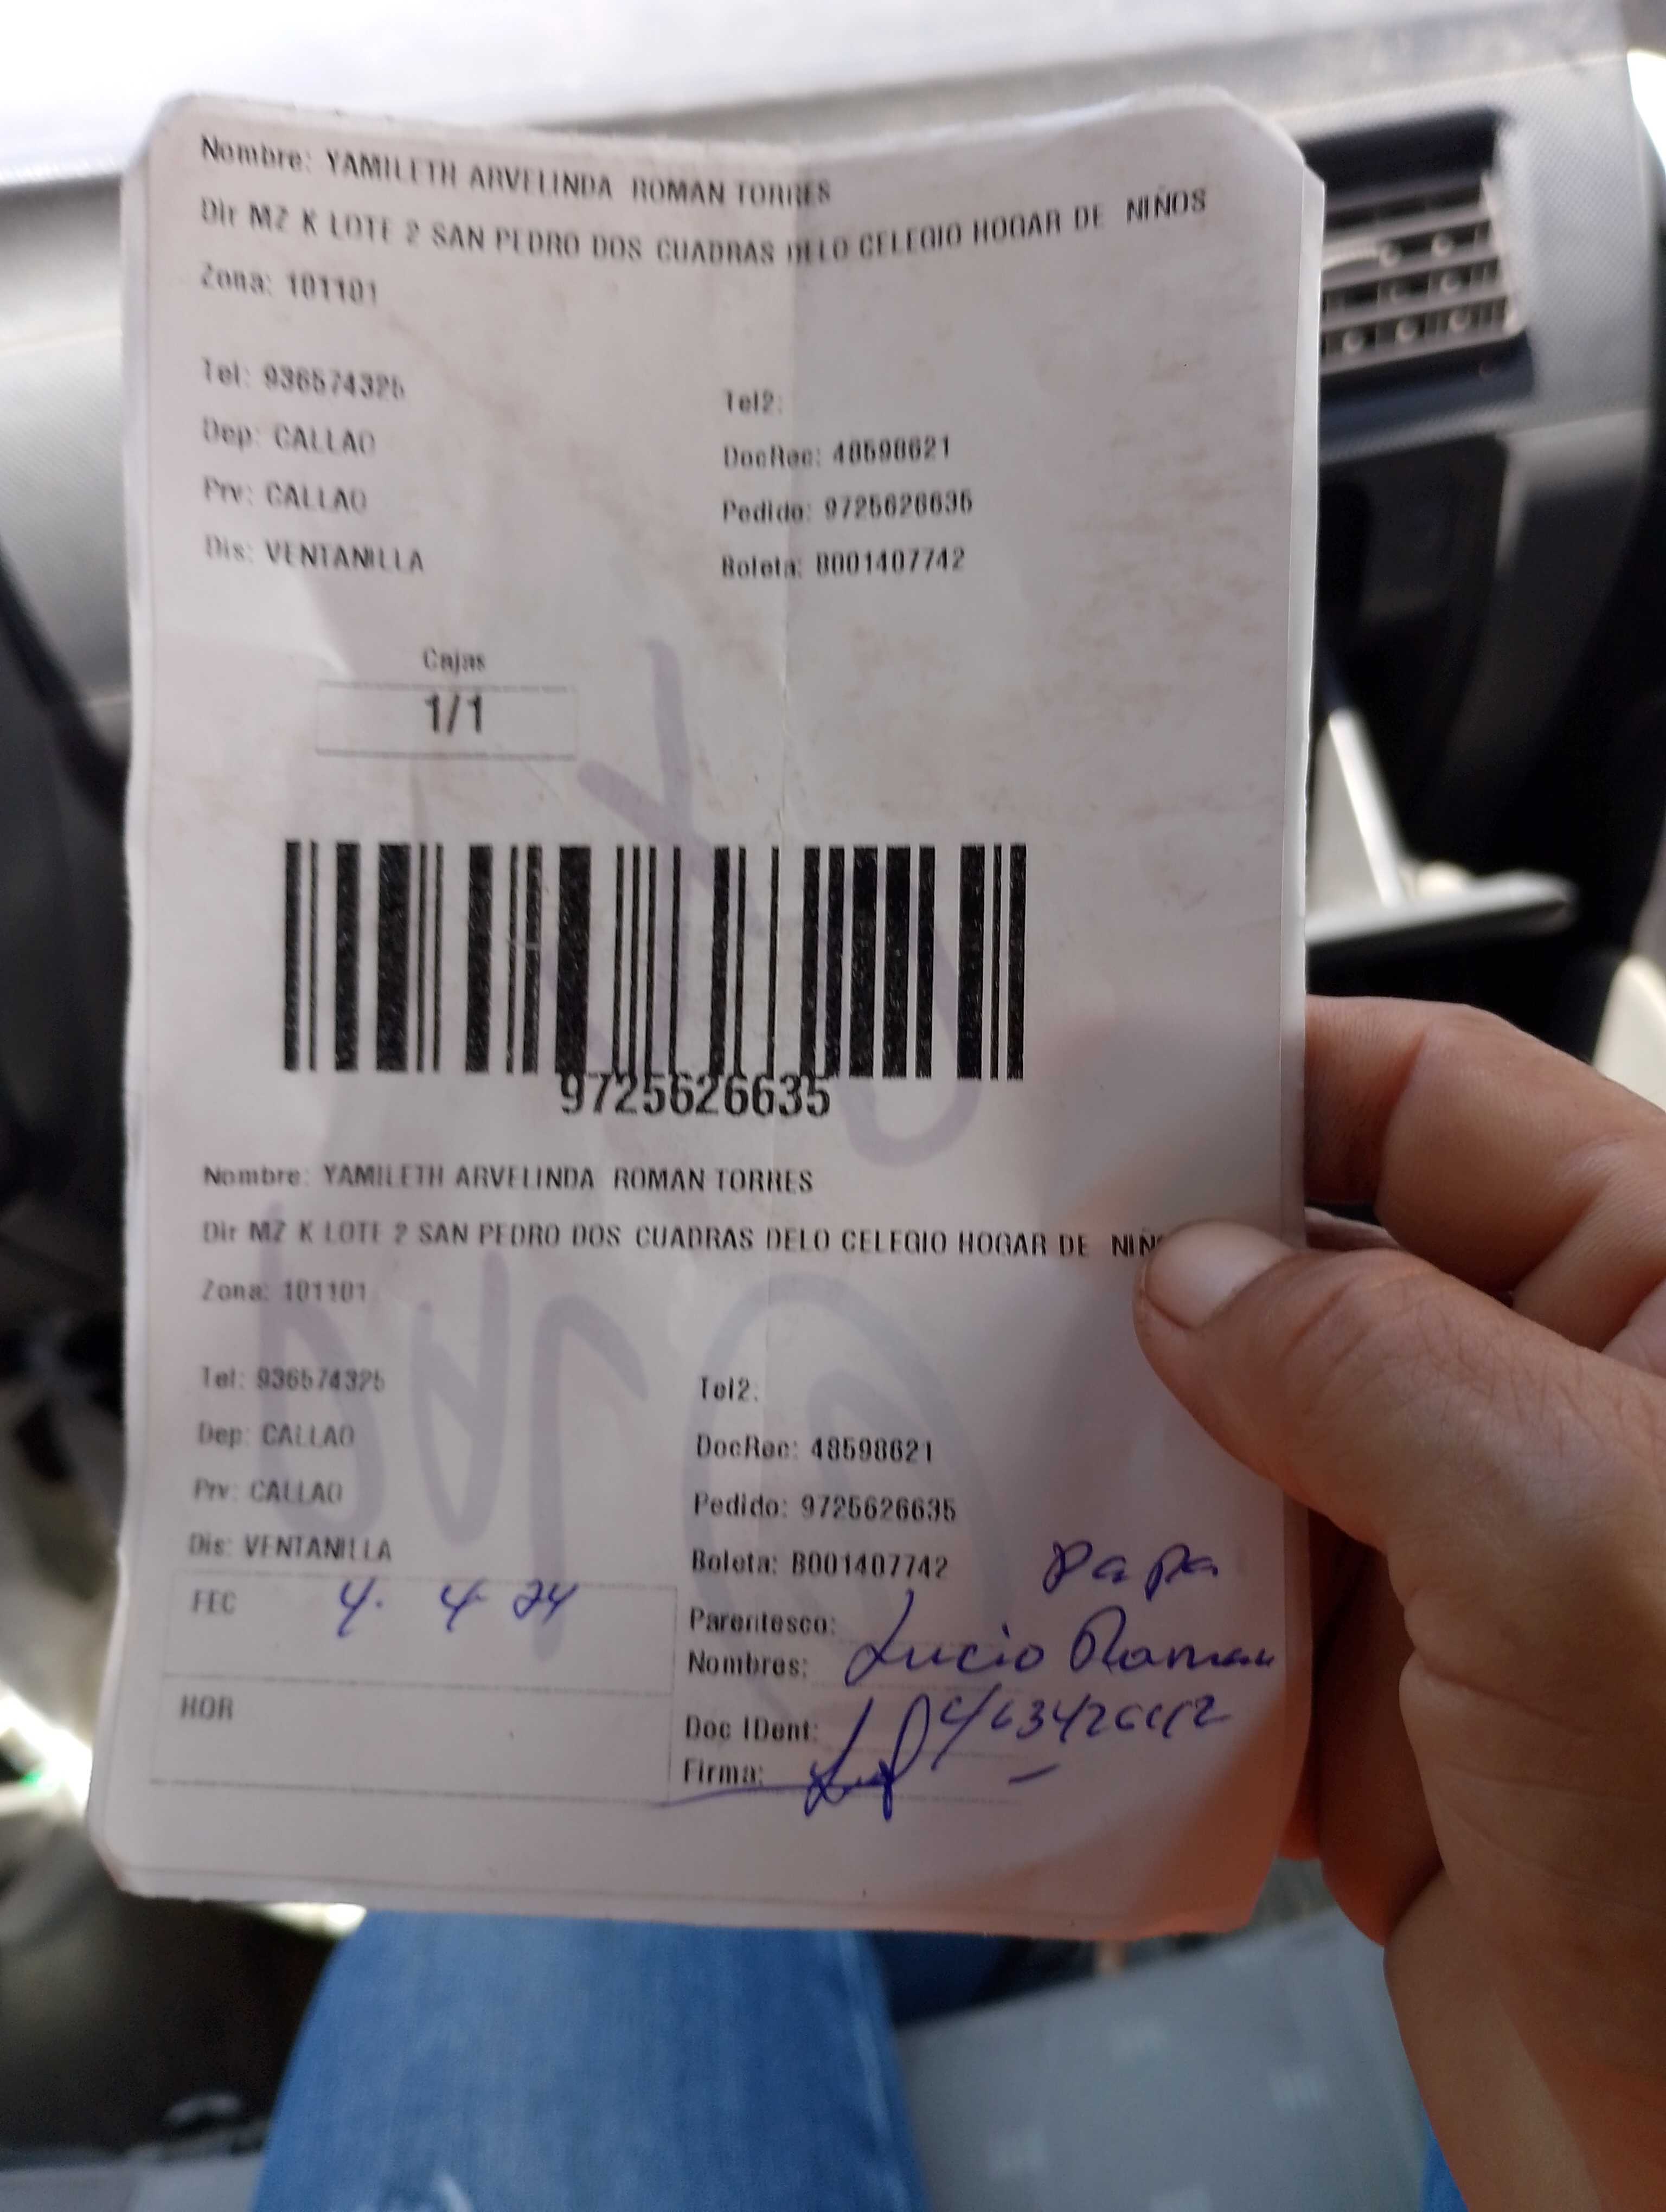 Nombre: YAMILETH ARVELINDA ROMAN TORRES
Dir MZ K LOTE 2 SAN PEDRO DOS CUADRAS DELO CELEGIO HOGAR DE NIÑOS
Zona: 101101
Tel: 936574325
Tel2:
Dep: CALLAO
DocRec: 48598621
Prv: CALLAO
Pedido: 9725626635
Dis: VENTANILLA
Boleta: B001407742
Cajas
1/1
9725626635
Nombre: YAMILETH ARVELINDA ROMAN TORRES
Dir MZ K LOTE 2 SAN PEDRO DOS CUADRAS DELO CELEGIO HOGAR DE NIÑ
Zona: 101101
Tel: 936574325
Tel2:
Dep: CALLAO
DocRec: 48598621
Prv: CALLAO
Pedido: 9725626635
Dis: VENTANILLA
Boleta: B001407742
FEC 4. 4 24
Parentesco: Papa
Nombres: Lucio Roman
HOR
Doc IDent:
Firma: